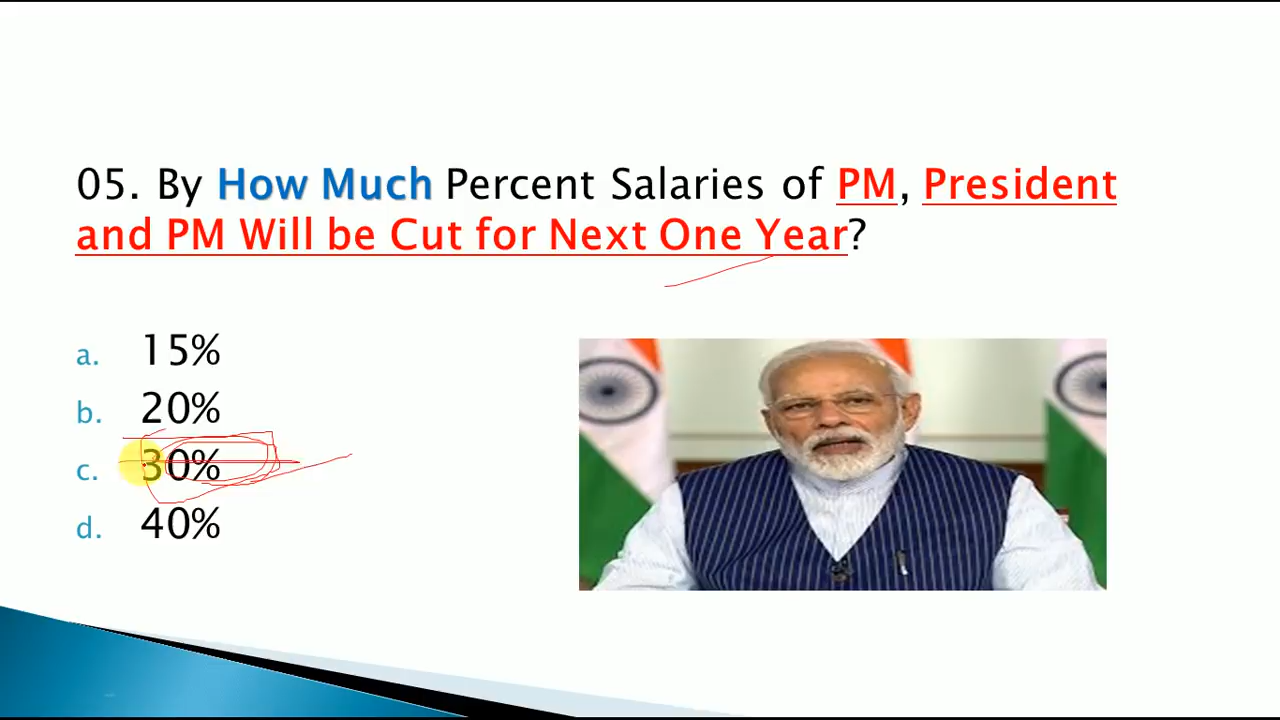 05. By How Much Percent Salaries of PM, President
and PM Will be Cut for Next One Year?
a. 15%
b. 20%
c. 30%
d. 40%